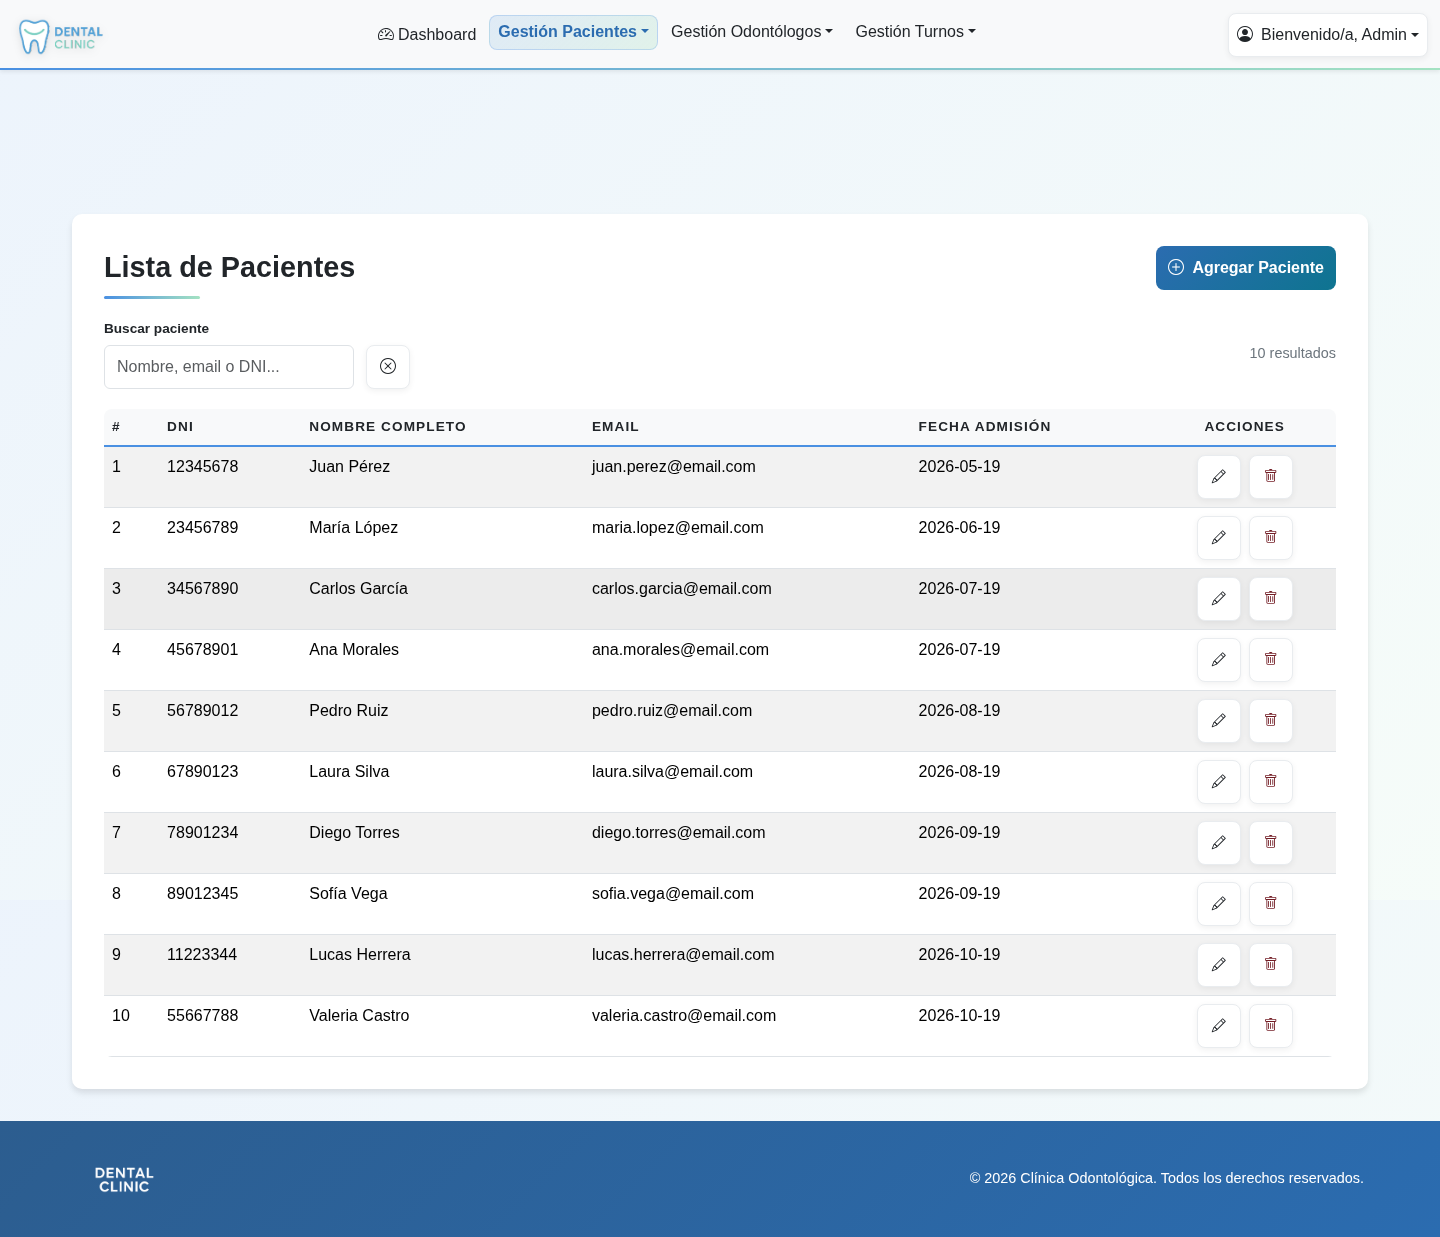 DENTAL
CLINIC
Dashboard
Gestión Pacientes
Gestión Odontólogos
Gestión Turnos
Bienvenido/a, Admin
Lista de Pacientes
Agregar Paciente
Buscar paciente
Nombre, email o DNI...
10 resultados
# DNI NOMBRE COMPLETO EMAIL FECHA ADMISIÓN ACCIONES
1 12345678 Juan Pérez juan.perez@email.com 2026-05-19
2 23456789 María López maria.lopez@email.com 2026-06-19
3 34567890 Carlos García carlos.garcia@email.com 2026-07-19
4 45678901 Ana Morales ana.morales@email.com 2026-07-19
5 56789012 Pedro Ruiz pedro.ruiz@email.com 2026-08-19
6 67890123 Laura Silva laura.silva@email.com 2026-08-19
7 78901234 Diego Torres diego.torres@email.com 2026-09-19
8 89012345 Sofía Vega sofia.vega@email.com 2026-09-19
9 11223344 Lucas Herrera lucas.herrera@email.com 2026-10-19
10 55667788 Valeria Castro valeria.castro@email.com 2026-10-19
DENTAL
CLINIC
© 2026 Clínica Odontológica. Todos los derechos reservados.